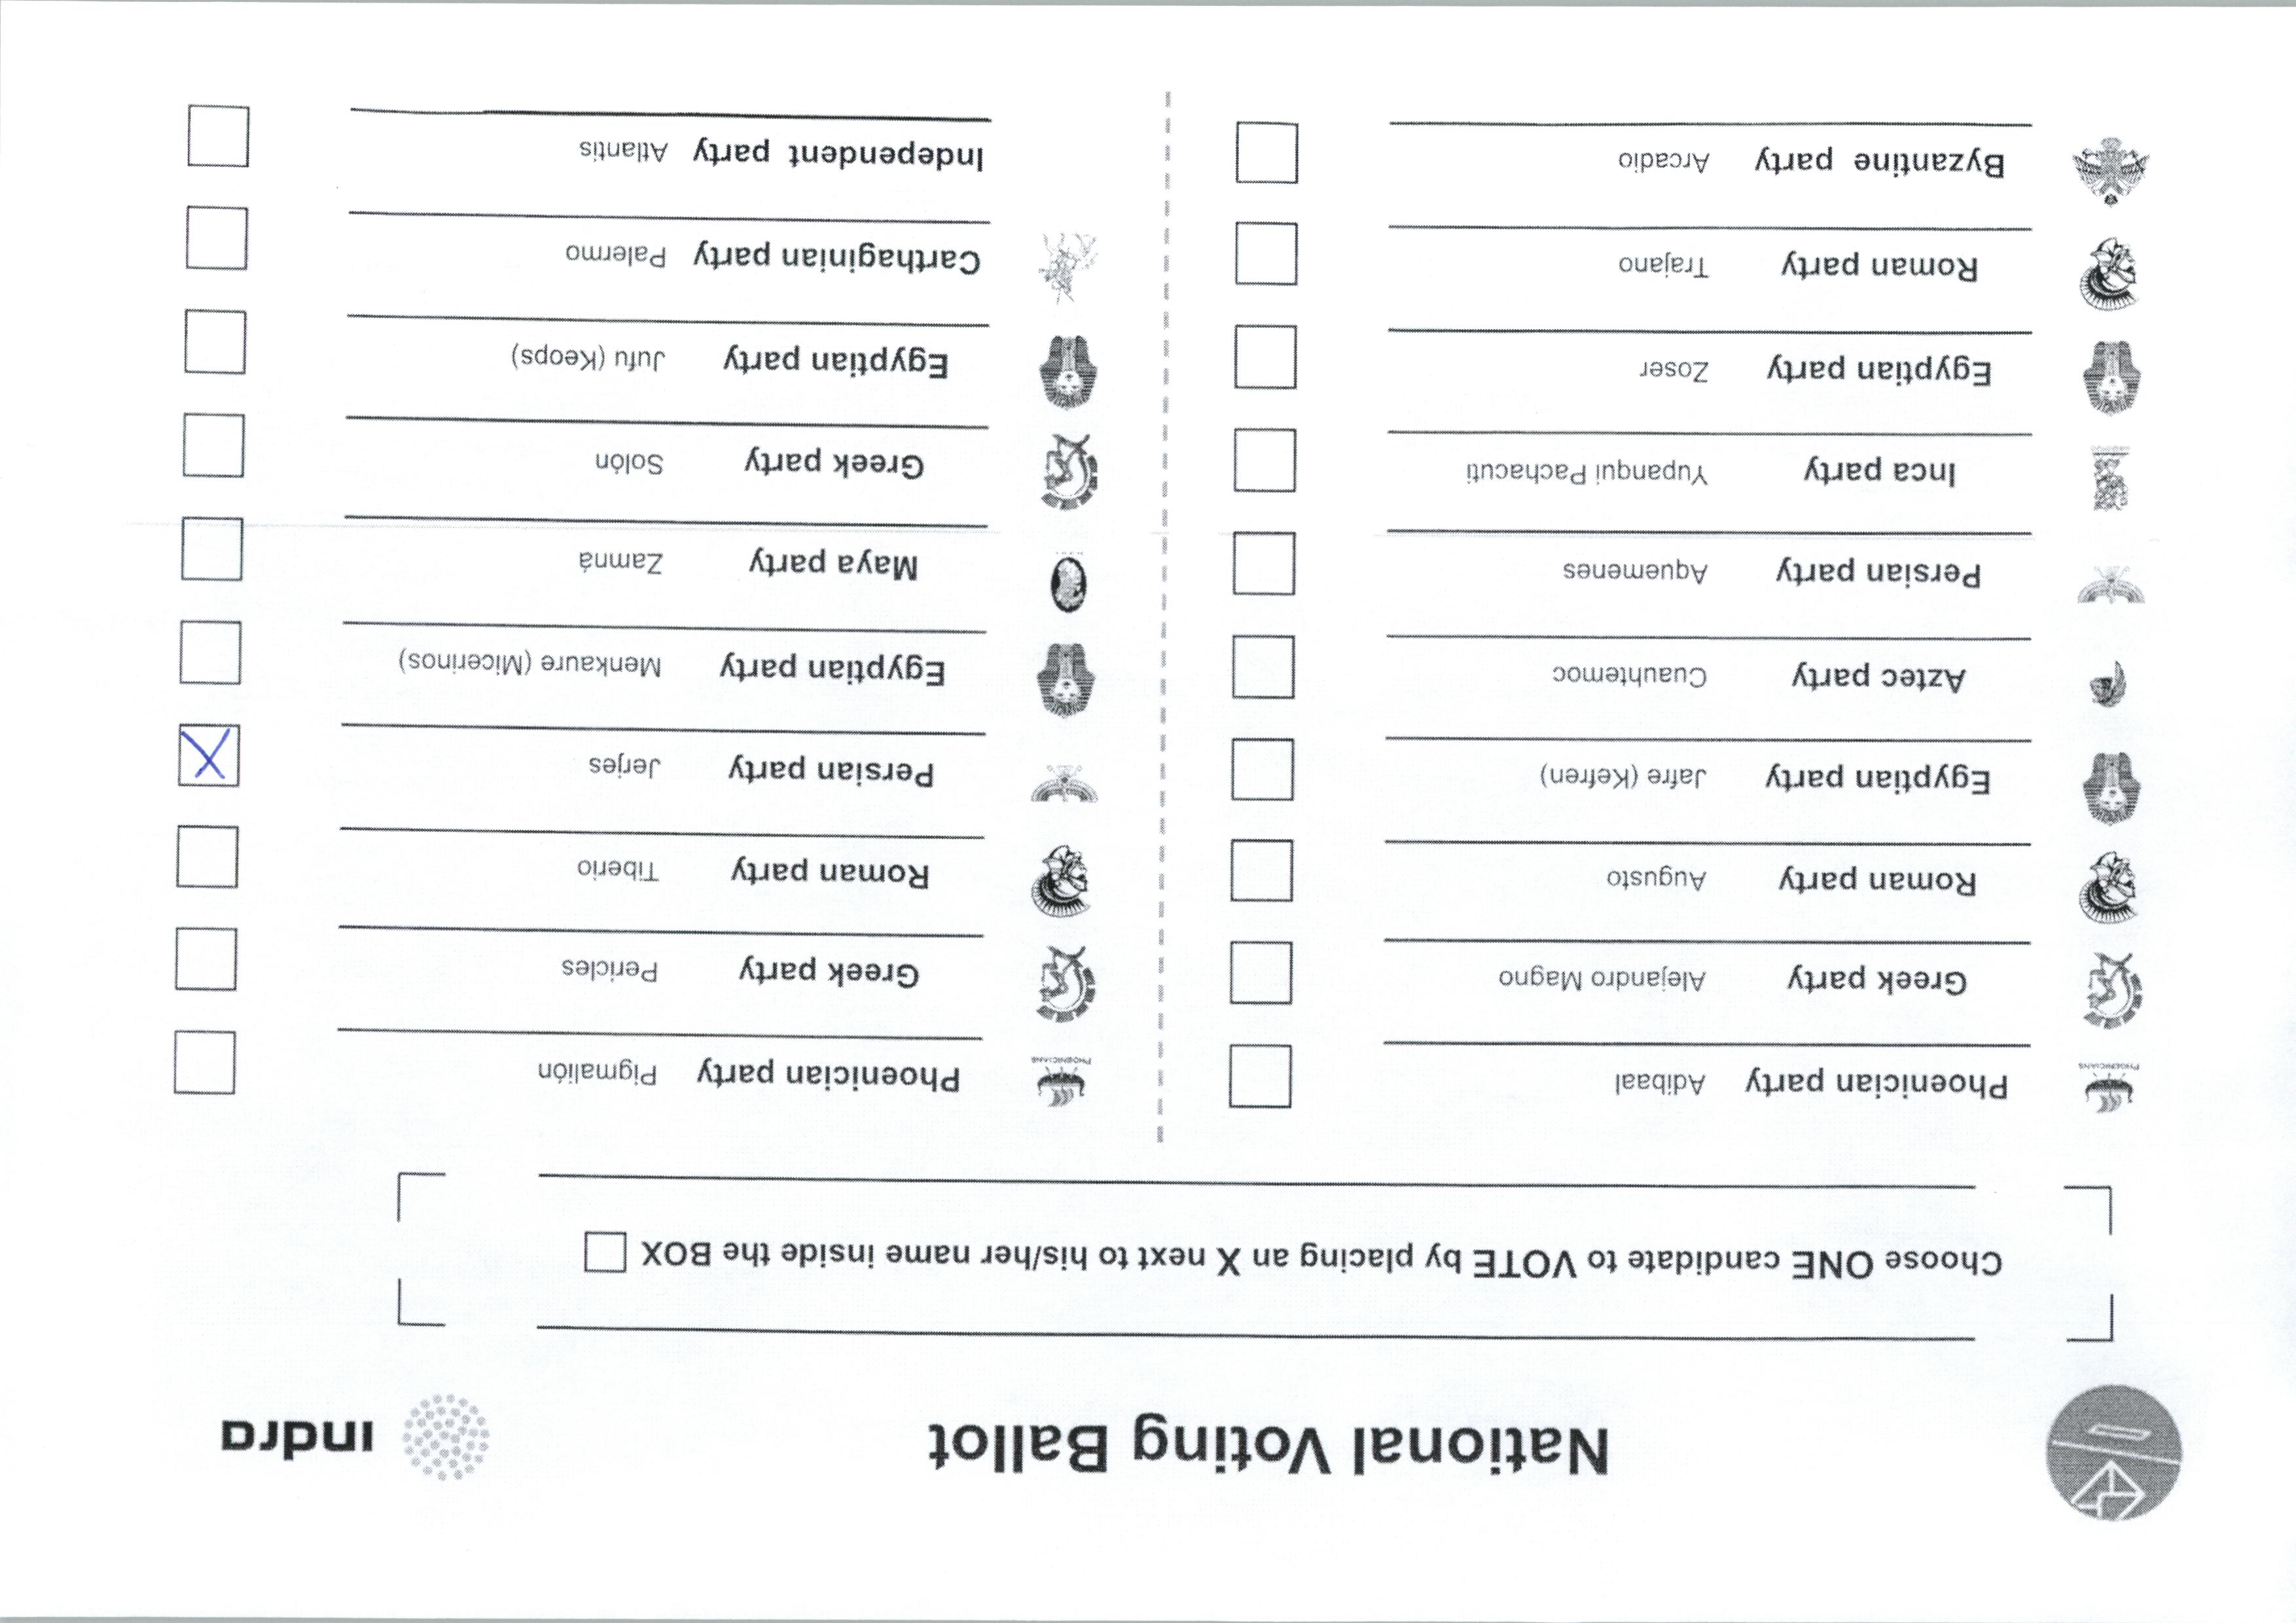 National Voting Ballot
indra
Choose ONE candidate to VOTE by placing an X next to his/her name inside the BOX
PHOENICIANS Phoenician party Adibaal
Greek party Alejandro Magno
Roman party Augusto
Egyptian party Jafre (Kefren)
Aztec party Cuauhtemoc
Persian party Aquemenes
Inca party Yupanqui Pachacuti
Egyptian party Zoser
Roman party Trajano
Byzantine party Arcadio
PHOENICIANS Phoenician party Pigmalión
Greek party Pericles
Roman party Tiberio
Persian party Jerjes X
Egyptian party Menkaure (Micerinos)
Maya party Zamná
Greek party Solón
Egyptian party Jufu (Keops)
Carthaginian party Palermo
Independent party Atlantis